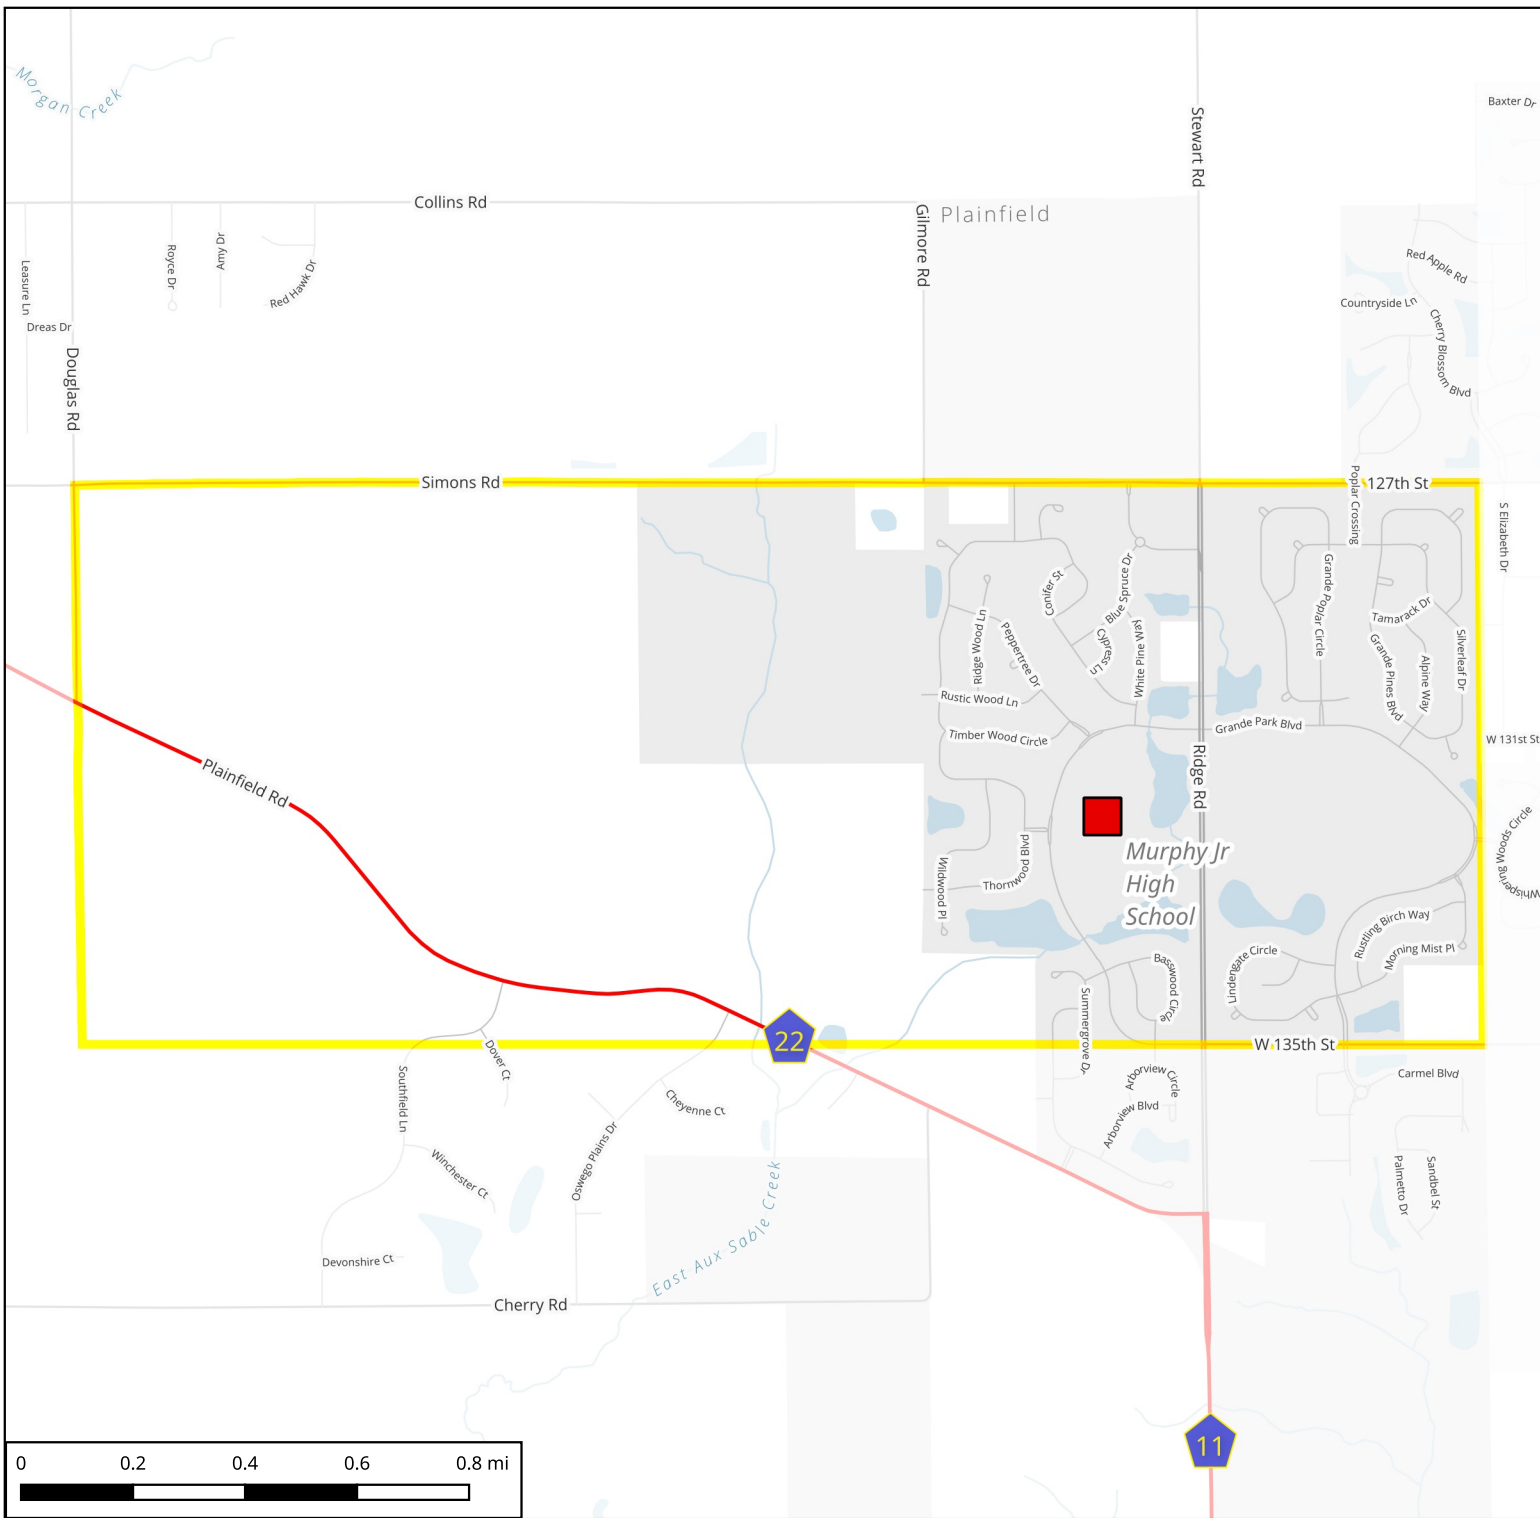 Morgan Creek
Baxter Dr
Stewart Rd
Collins Rd
Gilmore Rd
Plainfield
Royce Dr
Amy Dr
Red Hawk Dr
Leasure Ln
Dreas Dr
Douglas Rd
Red Apple Rd
Countryside Ln
Cherry Blossom Blvd
Simons Rd
127th St
Poplar Crossing
S Elizabeth Dr
Conifer St
Blue Spruce Dr
Cypress Ln
White Pine Way
Ridge Wood Ln
Peppertree Dr
Rustic Wood Ln
Timber Wood Circle
Grande Poplar Circle
Tamarack Dr
Grande Pines Blvd
Alpine Way
Silverleaf Dr
Grande Park Blvd
W 131st St
Ridge Rd
Plainfield Rd
Murphy Jr
High
School
Whispering Woods Circle
Thornwood Blvd
Wildwood Pl
Rustling Birch Way
Morning Mist Pl
Lindengate Circle
Basswood Circle
Summergrove Dr
22
W 135th St
Dover Ct
Southfield Ln
Cheyenne Ct
Arborview Circle
Arborview Blvd
Carmel Blvd
Oswego Plains Dr
Winchester Ct
Palmetto Dr
Sandbel St
East Aux Sable Creek
Devonshire Ct
Cherry Rd
11
0 0.2 0.4 0.6 0.8 mi